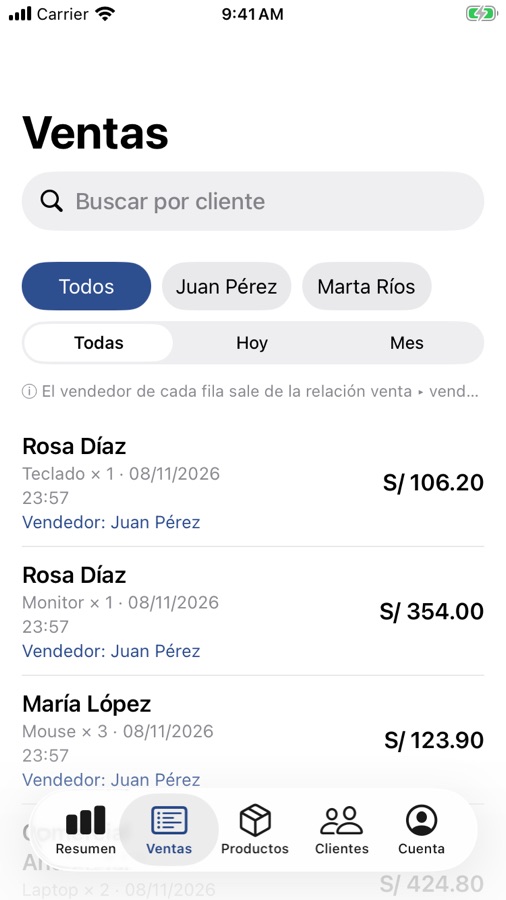 Carrier
9:41 AM
Ventas
Buscar por cliente
Todos
Juan Pérez
Marta Ríos
Todas
Hoy
Mes
El vendedor de cada fila sale de la relación venta ▸ vend...
Rosa Díaz
Teclado × 1 · 08/11/2026
23:57
S/ 106.20
Vendedor: Juan Pérez
Rosa Díaz
Monitor × 1 · 08/11/2026
23:57
S/ 354.00
Vendedor: Juan Pérez
María López
Mouse × 3 · 08/11/2026
23:57
S/ 123.90
Vendedor: Juan Pérez
Resumen
Ventas
Productos
Clientes
Cuenta
Laptop × 2 · 08/11/2026
S/ 424.80